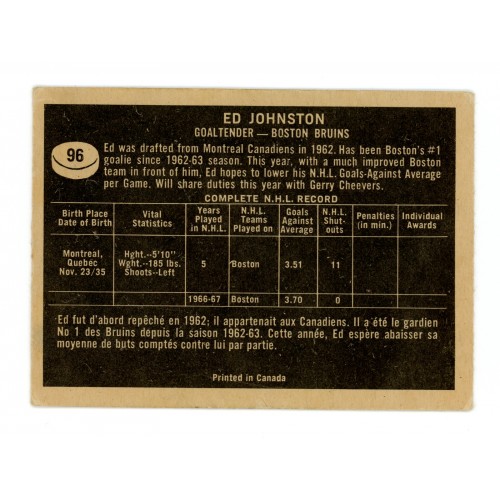 ED JOHNSTON
GOALTENDER — BOSTON BRUINS
96
Ed was drafted from Montreal Canadiens in 1962. Has been Boston's #1
goalie since 1962-63 season. This year, with a much improved Boston
team in front of him, Ed hopes to lower his N.H.L. Goals-Against Average
per Game. Will share duties this year with Gerry Cheevers.
COMPLETE N.H.L. RECORD
Birth Place Date of Birth | Vital Statistics | Years Played in N.H.L. | N.H.L. Teams Played on | Goals Against Average | N.H.L. Shut-outs | Penalties (in min.) | Individual Awards
Montreal, Quebec Nov. 23/35 | Hght.--5'10" Wght.--185 lbs. Shoots--Left | 5 | Boston | 3.51 | 11
1966-67 | Boston | 3.70 | 0
Ed fut d'abord repêché en 1962; il appartenait aux Canadiens. Il a été le gardien
No 1 des Bruins depuis la saison 1962-63. Cette année, Ed espère abaisser sa
moyenne de buts comptés contre lui par partie.
Printed in Canada